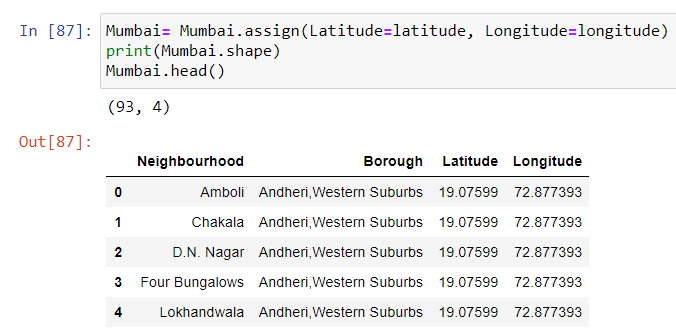 In [87]: Mumbai= Mumbai.assign(Latitude=latitude, Longitude=longitude)
print(Mumbai.shape)
Mumbai.head()
(93, 4)
Out[87]:
Neighbourhood Borough Latitude Longitude
0 Amboli Andheri,Western Suburbs 19.07599 72.877393
1 Chakala Andheri,Western Suburbs 19.07599 72.877393
2 D.N. Nagar Andheri,Western Suburbs 19.07599 72.877393
3 Four Bungalows Andheri,Western Suburbs 19.07599 72.877393
4 Lokhandwala Andheri,Western Suburbs 19.07599 72.877393